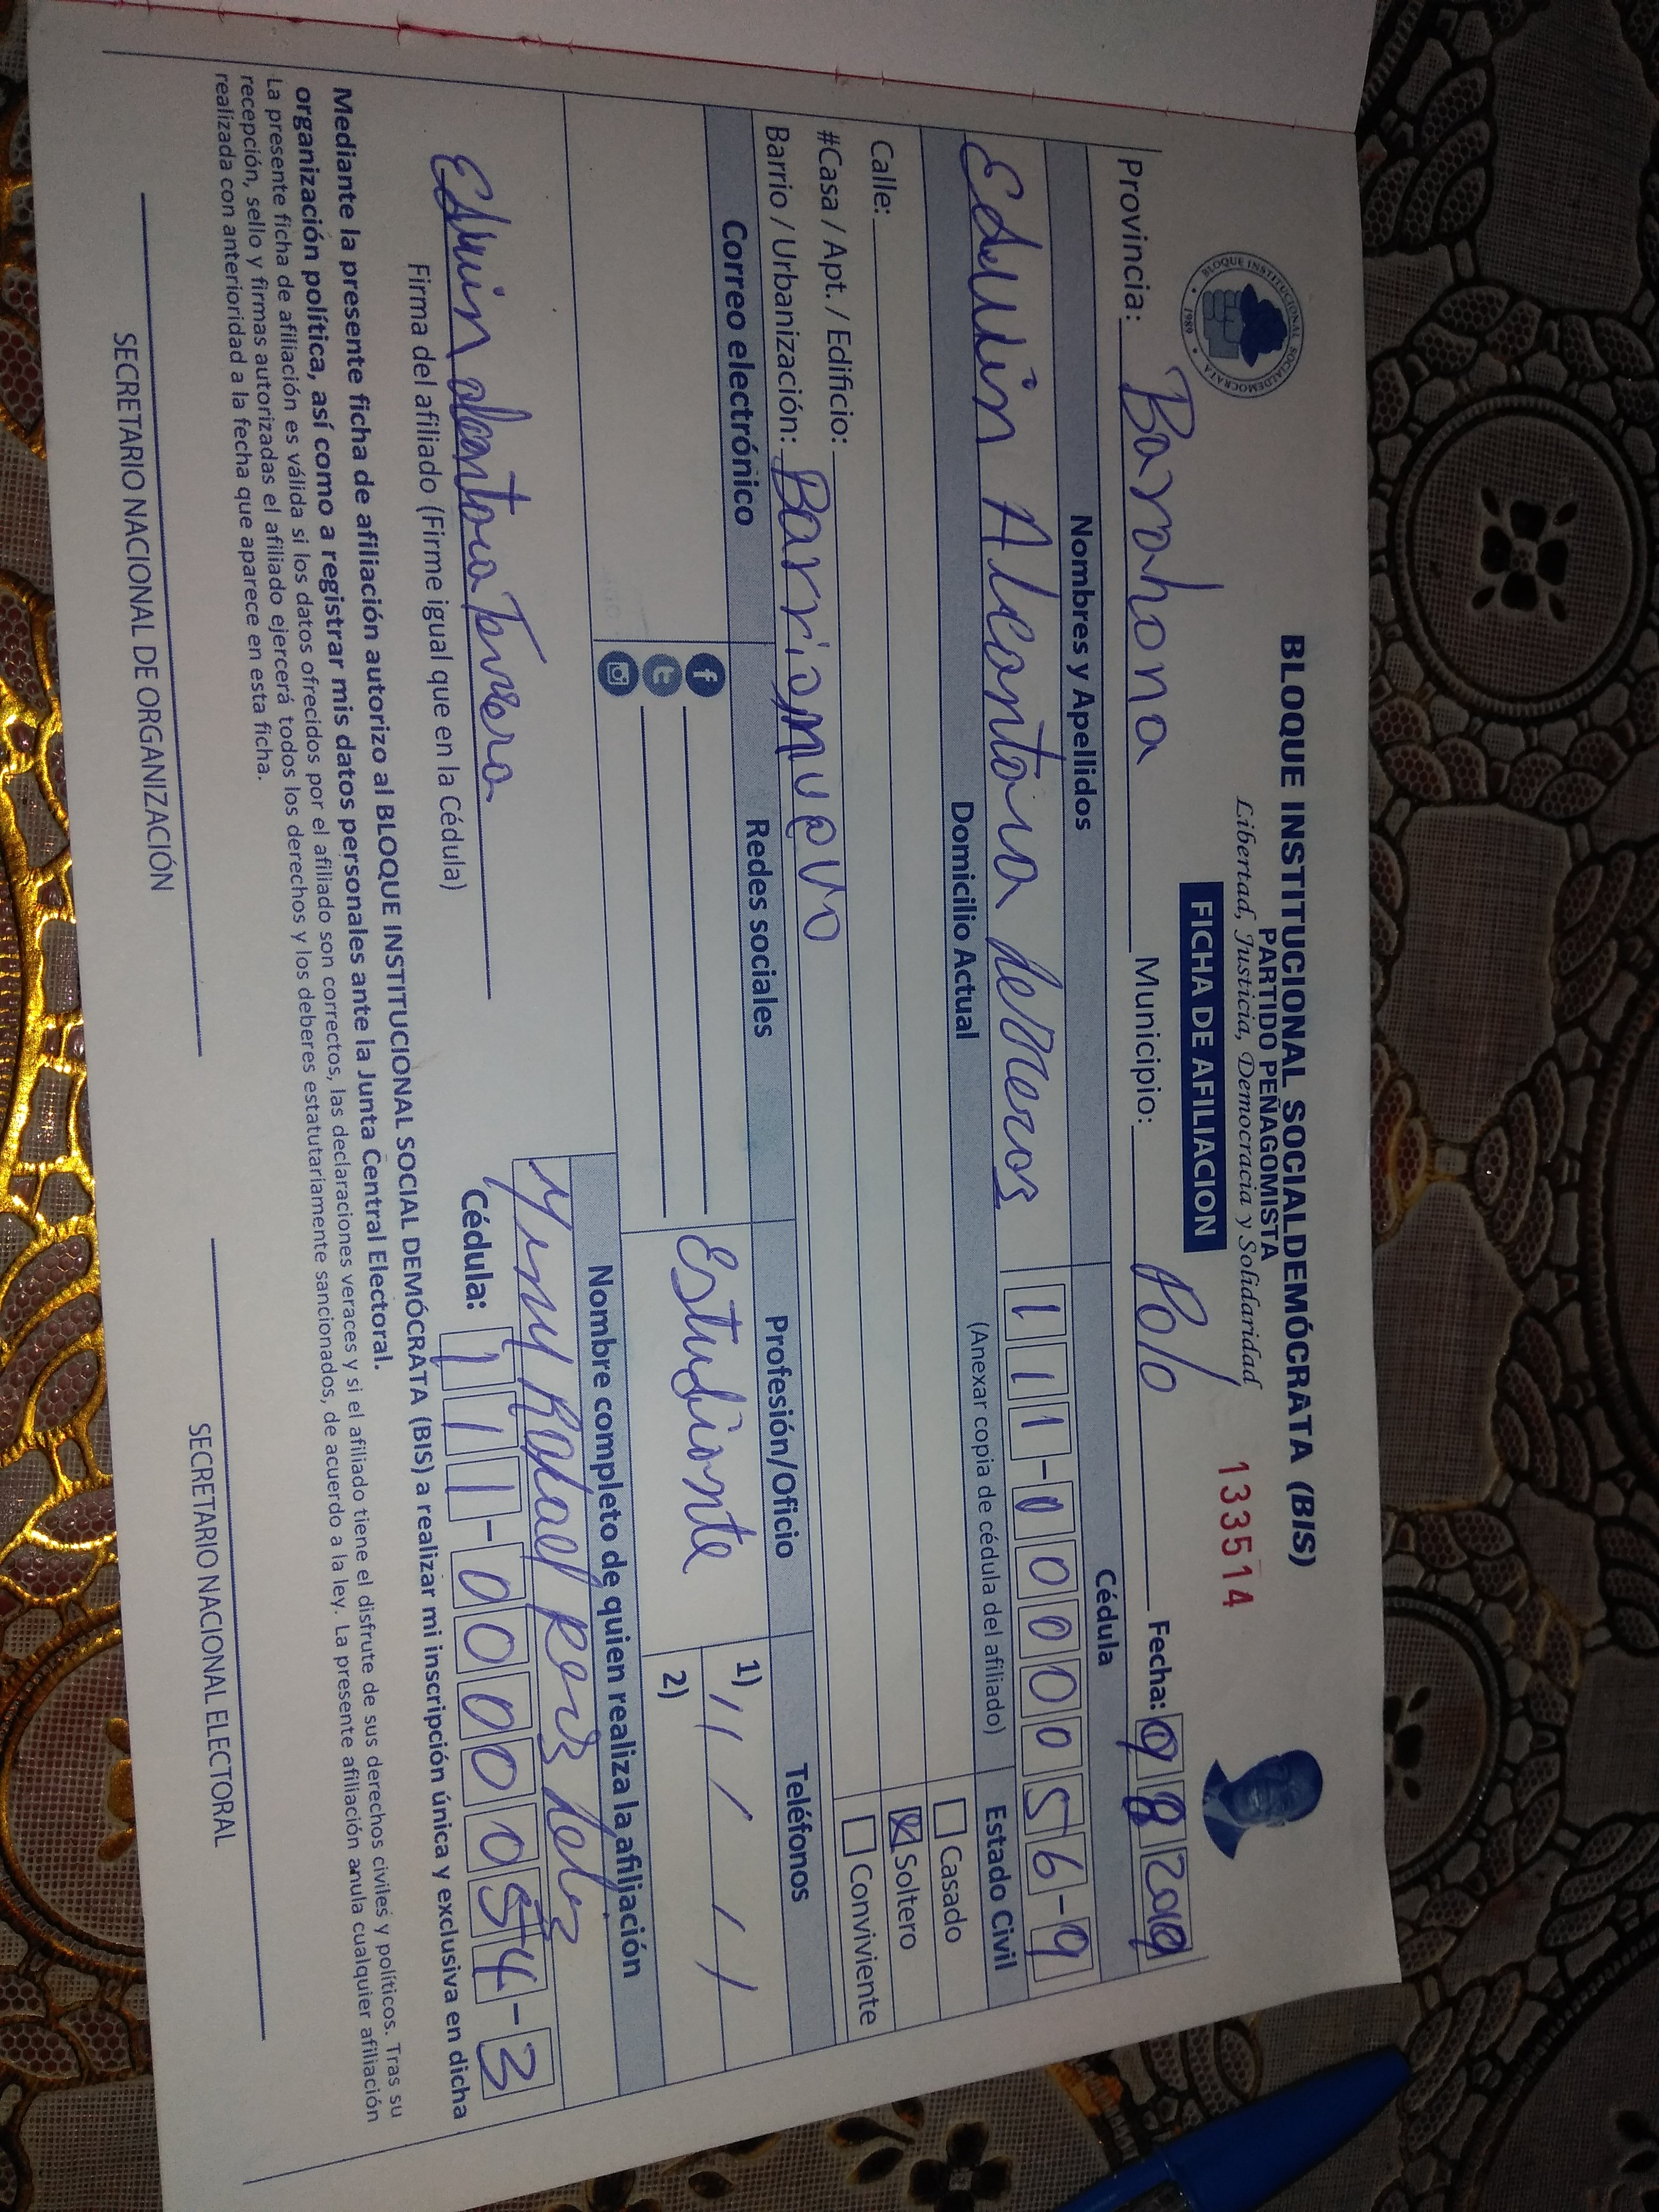 BLOQUE INSTITUCIONAL SOCIALDEMÓCRATA (BIS)
PARTIDO PEÑAGOMISTA
Libertad, Justicia, Democracia y Solidaridad
BLOQUE INSTITUCIONAL SOCIALDEMOCRATA
1989
FICHA DE AFILIACION
133514
Provincia: Barahona Municipio: Polo Fecha: 9 8 2019
Nombres y Apellidos Cédula
Eduin Alcantara 111-0000056-9
Domicilio Actual (Anexar copia de cédula del afiliado) Estado Civil
Calle: Casado
#Casa / Apt. / Edificio: Soltero
Barrio / Urbanización: Barrionuevo Conviviente
Correo electrónico Redes sociales Profesión/Oficio Teléfonos
Estudiante 1)
2)
Nombre completo de quien realiza la afiliación
Rafael
Cédula: 111-0000054-3
Firma del afiliado (Firme igual que en la Cédula)
Mediante la presente ficha de afiliación autorizo al BLOQUE INSTITUCIONAL SOCIAL DEMÓCRATA (BIS) a realizar mi inscripción única y exclusiva en dicha
organización política, así como a registrar mis datos personales ante la Junta Central Electoral.
La presente ficha de afiliación es válida si los datos ofrecidos por el afiliado son correctos, las declaraciones veraces y si el afiliado tiene el disfrute de sus derechos civiles y políticos. Tras su
recepción, sello y firmas autorizadas el afiliado ejercerá todos los derechos y los deberes estatutariamente sancionados, de acuerdo a la ley. La presente afiliación anula cualquier afiliación
realizada con anterioridad a la fecha que aparece en esta ficha.
SECRETARIO NACIONAL DE ORGANIZACIÓN SECRETARIO NACIONAL ELECTORAL